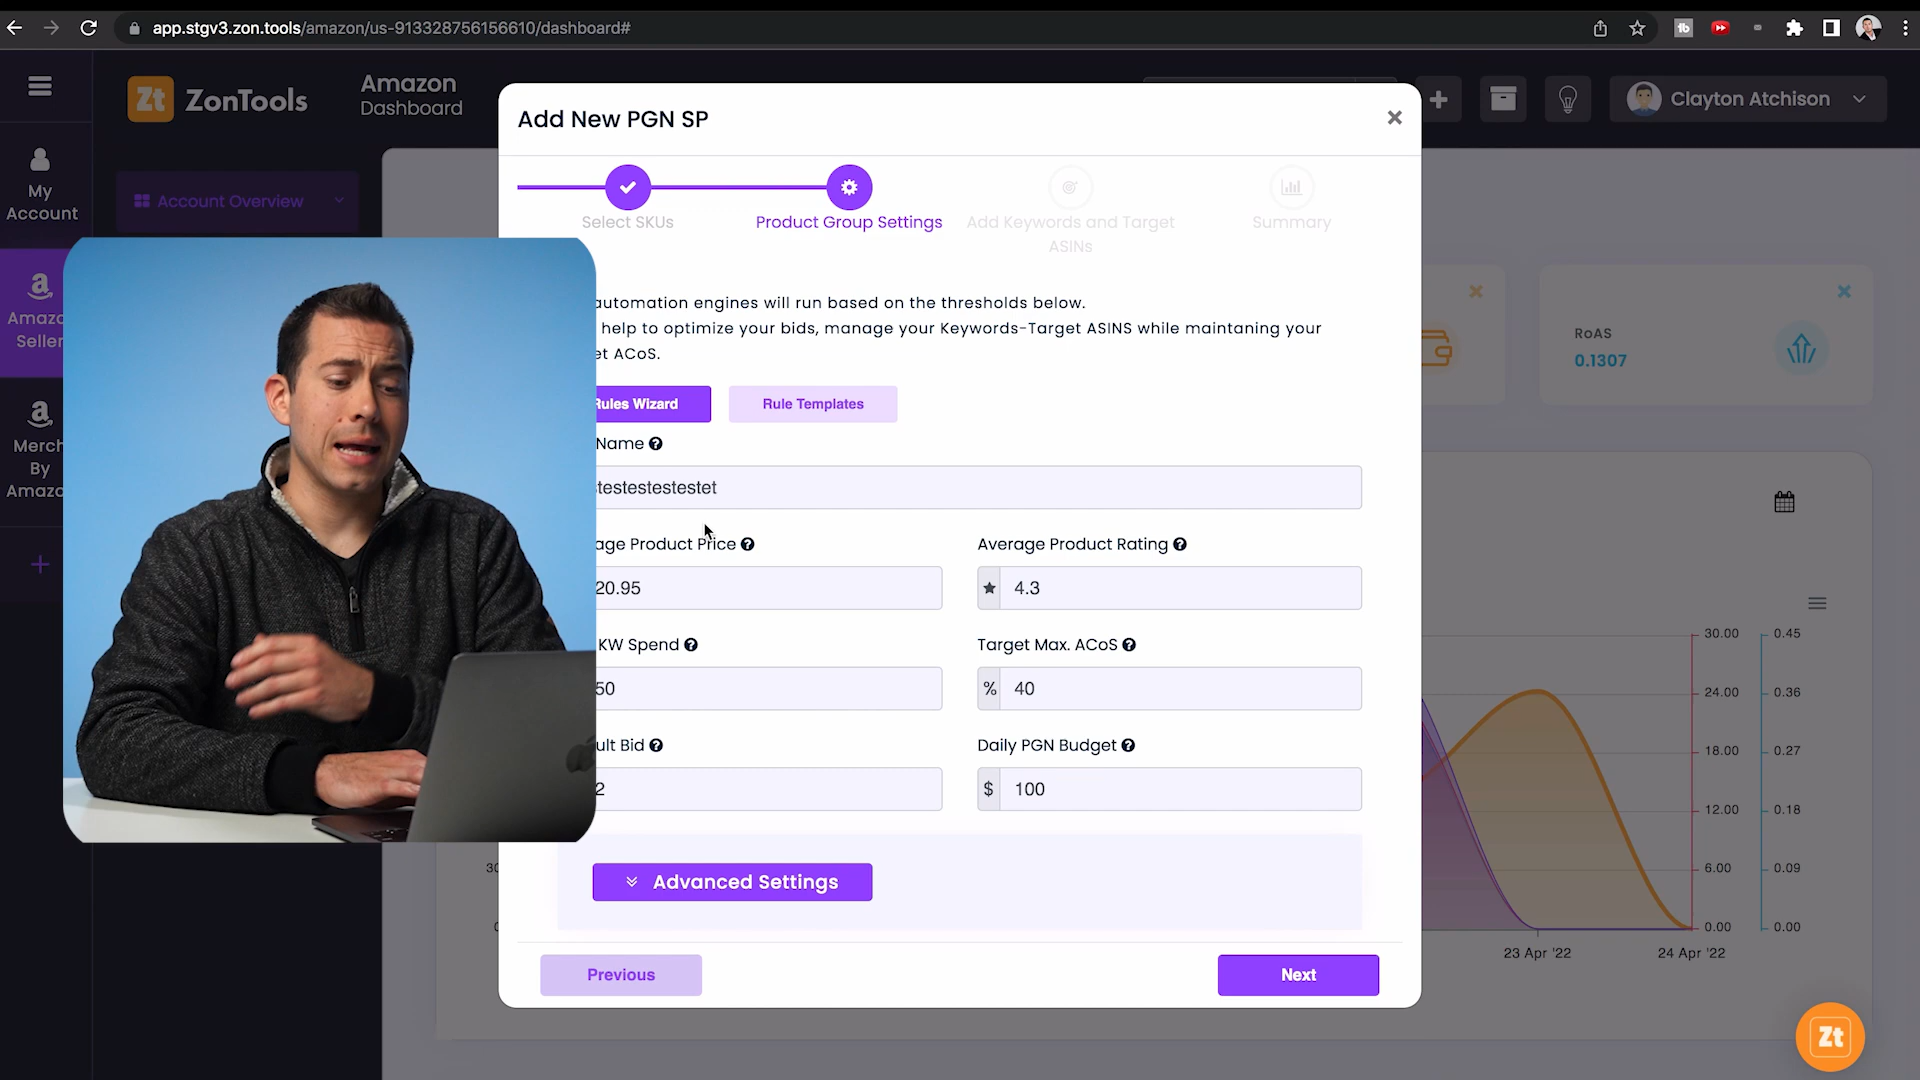 app.stgv3.zon.tools/amazon/us-913328756156610/dashboard#
Zt ZonTools
Amazon
Dashboard
Clayton Atchison
My
Account
Account Overview
Amazo
Seller
Merch
By
Amazo
Add New PGN SP
Select SKUs
Product Group Settings
Add Keywords and Target
ASINs
Summary
automation engines will run based on the thresholds below.
help to optimize your bids, manage your Keywords-Target ASINS while maintaning your
et ACoS.
Rules Wizard
Rule Templates
Name
testestestestet
age Product Price
Average Product Rating
20.95
4.3
KW Spend
Target Max. ACoS
50
% 40
ult Bid
Daily PGN Budget
2
$ 100
Advanced Settings
Previous
Next
RoAS
0.1307
30.00 0.45
24.00 0.36
18.00 0.27
12.00 0.18
6.00 0.09
0.00 0.00
23 Apr '22
24 Apr '22
Zt